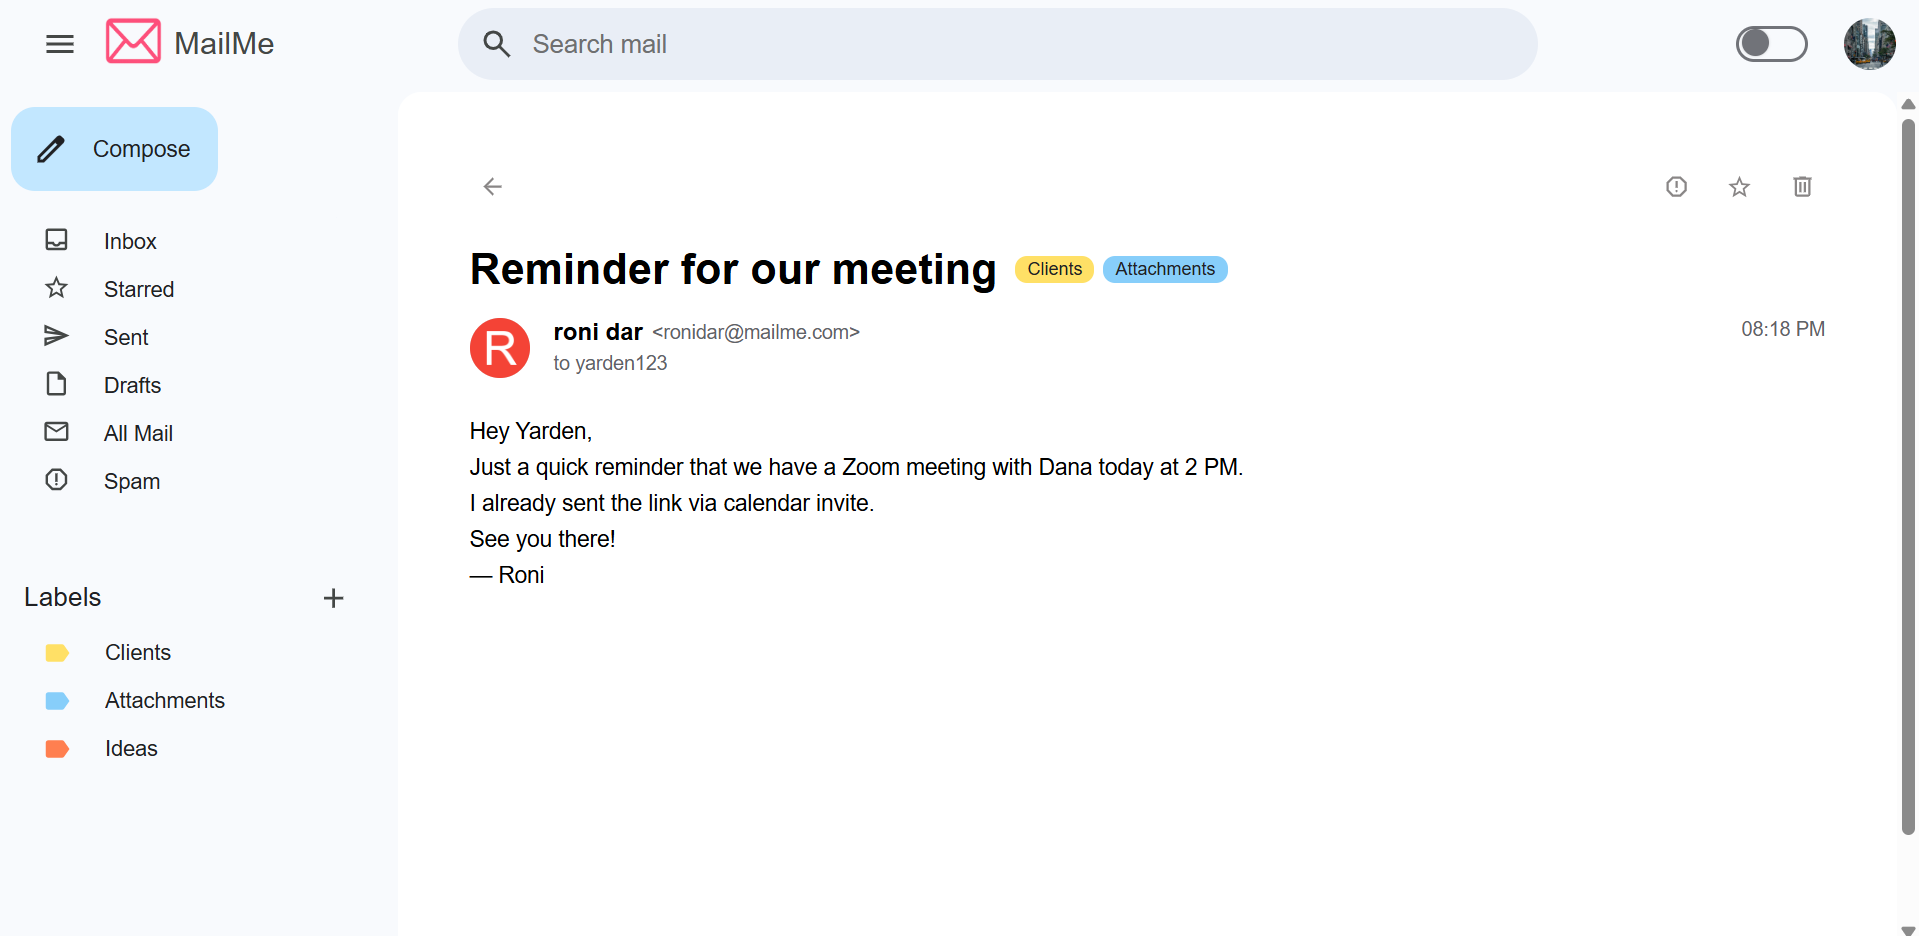 MailMe
Search mail
Compose
Inbox
Starred
Sent
Drafts
All Mail
Spam
Labels
Clients
Attachments
Ideas
Reminder for our meeting Clients Attachments
R
roni dar <ronidar@mailme.com> 08:18 PM
to yarden123
Hey Yarden,
Just a quick reminder that we have a Zoom meeting with Dana today at 2 PM.
I already sent the link via calendar invite.
See you there!
— Roni